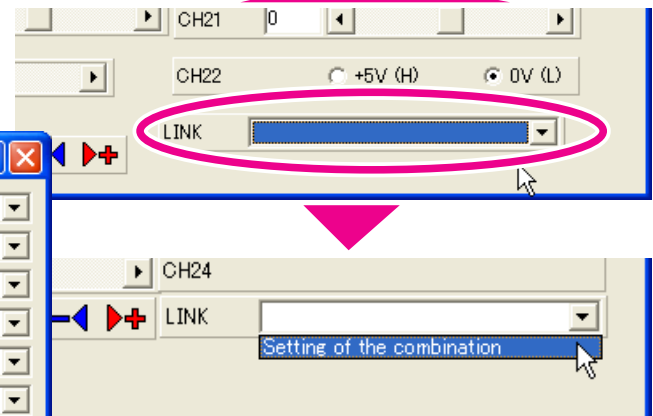 CH21 0
CH22 +5V (H) 0V (L)
LINK
CH24
LINK
Setting of the combination